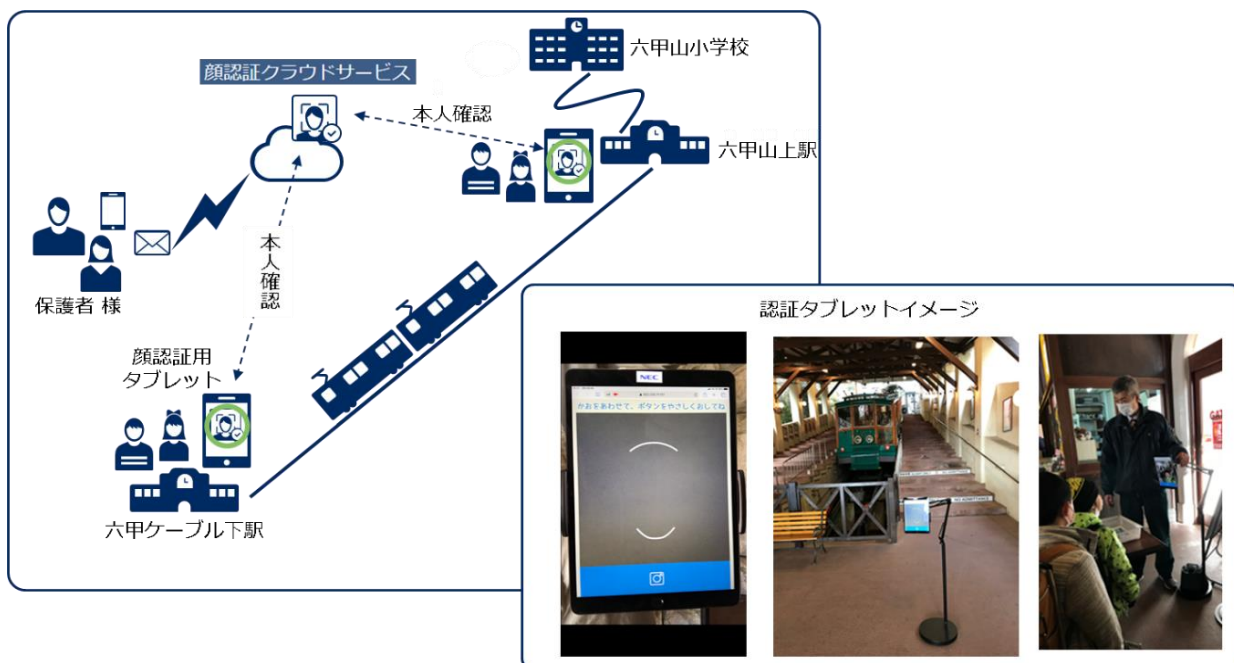 六甲山小学校
顔認証クラウドサービス
本人確認
六甲山上駅
本人確認
保護者 様
顔認証用
タブレット
六甲ケーブル下駅
認証タブレットイメージ
NEC
かおをあわせて、ボタンをやさしくおしてね
NO ADMITTANCE